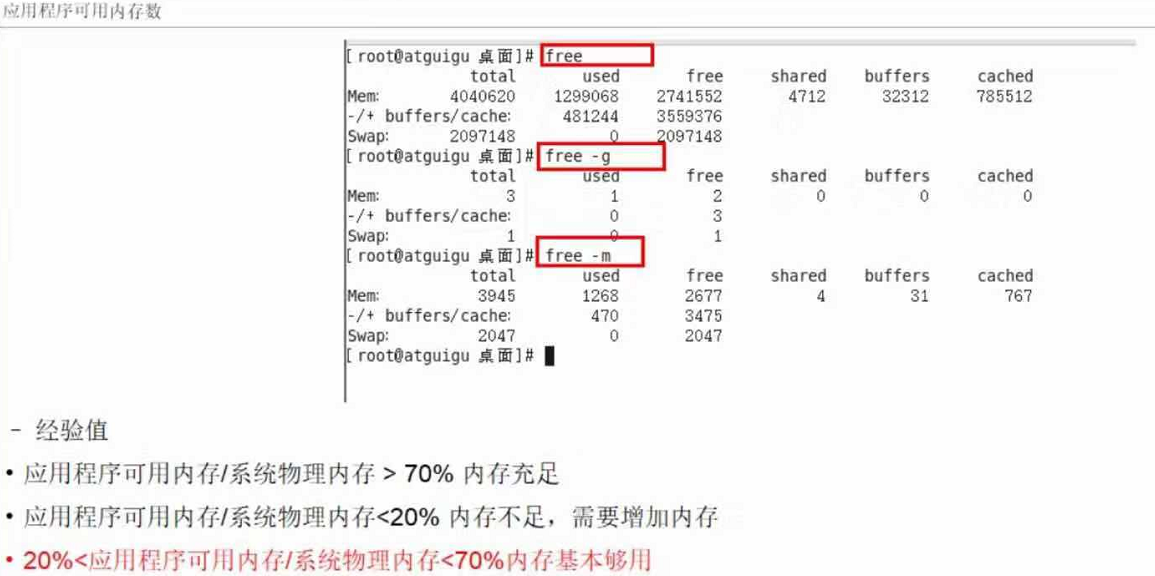 应用程序可用内存数
[ root@atguigu 桌面]# free
total used free shared buffers cached
Mem: 4040620 1299068 2741552 4712 32312 785512
-/+ buffers/cache: 481244 3559376
Swap: 2097148 0 2097148
[ root@atguigu 桌面]# free -g
total used free shared buffers cached
Mem: 3 1 2 0 0 0
-/+ buffers/cache: 0 3
Swap: 1 0 1
[ root@atguigu 桌面]# free -m
total used free shared buffers cached
Mem: 3945 1268 2677 4 31 767
-/+ buffers/cache: 470 3475
Swap: 2047 0 2047
[ root@atguigu 桌面]#
– 经验值
• 应用程序可用内存/系统物理内存 > 70% 内存充足
• 应用程序可用内存/系统物理内存<20% 内存不足，需要增加内存
• 20%<应用程序可用内存/系统物理内存<70%内存基本够用